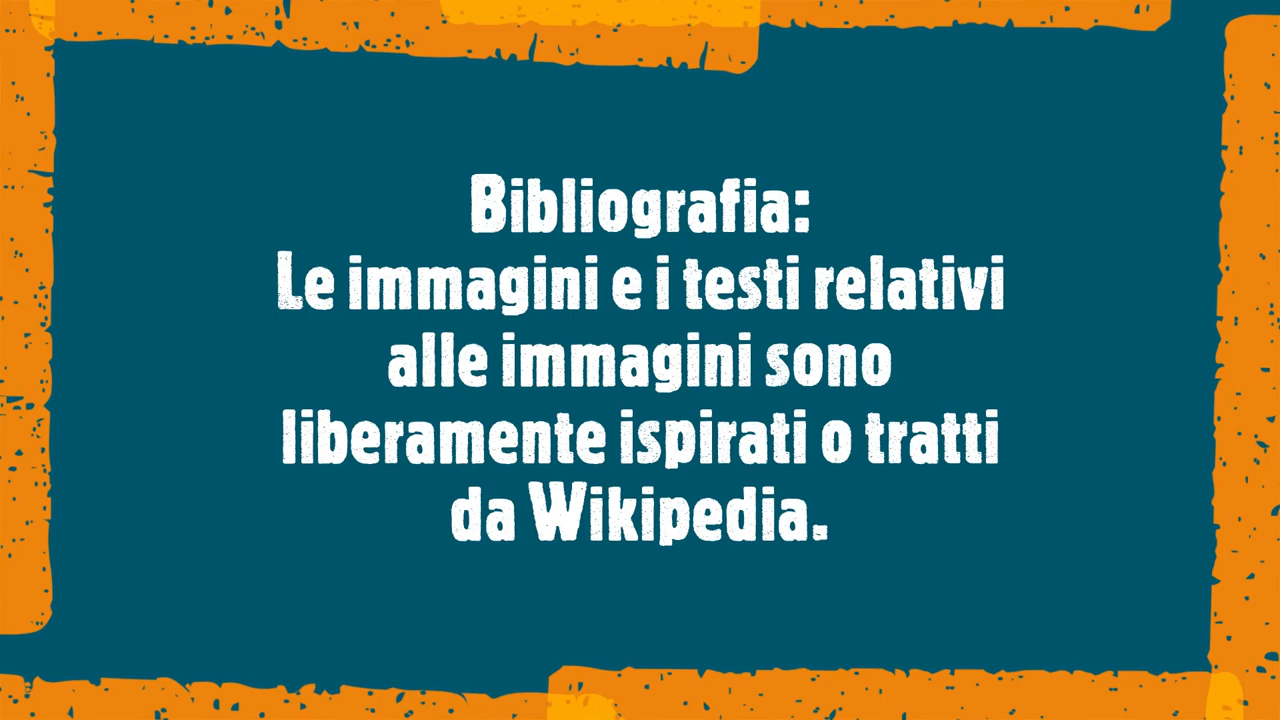 Bibliografia:
Le immagini e i testi relativi
alle immagini sono
liberamente ispirati o tratti
da Wikipedia.